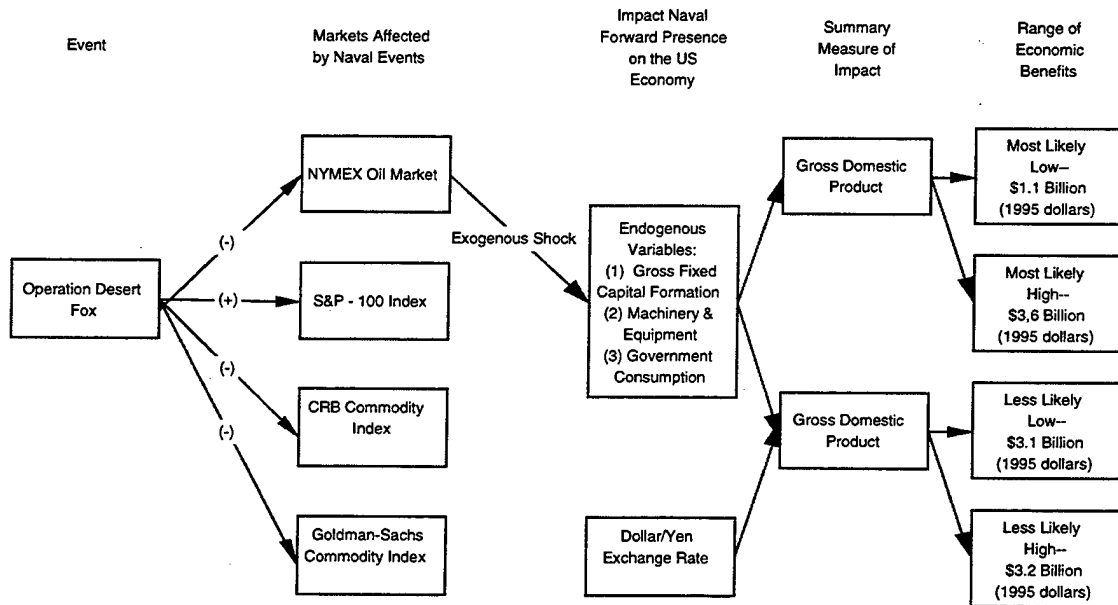 Event
Markets Affected
by Naval Events
Impact Naval
Forward Presence
on the US
Economy
Summary
Measure of
Impact
Range of
Economic
Benefits
Operation Desert
Fox
(-)
(+)
(-)
(-)
NYMEX Oil Market
S&P - 100 Index
CRB Commodity
Index
Goldman-Sachs
Commodity Index
Exogenous Shock
Endogenous
Variables:
(1) Gross Fixed
Capital Formation
(2) Machinery &
Equipment
(3) Government
Consumption
Dollar/Yen
Exchange Rate
Gross Domestic
Product
Gross Domestic
Product
Most Likely
Low--
$1.1 Billion
(1995 dollars)
Most Likely
High--
$3,6 Billion
(1995 dollars)
Less Likely
Low--
$3.1 Billion
(1995 dollars)
Less Likely
High--
$3.2 Billion
(1995 dollars)